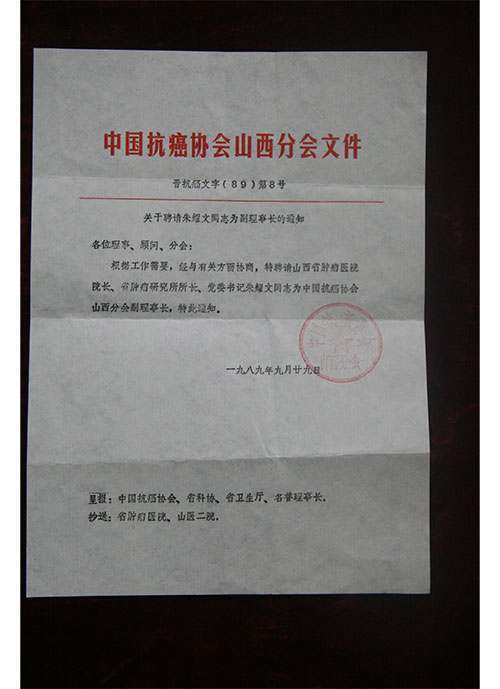 中国抗癌协会山西分会文件
晋抗癌文字(89)第8号
关于聘请朱耀文同志为副理事长的通知
各位理事、顾问、分会:
根据工作需要,经与有关方面协商,特聘请山西省肿瘤医院
院长、省肿瘤研究所所长、党委书记朱耀文同志为中国抗癌协会
山西分会副理事长,特此通知。
一九八九年九月廿九日
呈报:中国抗癌协会、省科协、省卫生厅、名誉理事长。
抄送:省肿瘤医院、山医二院。